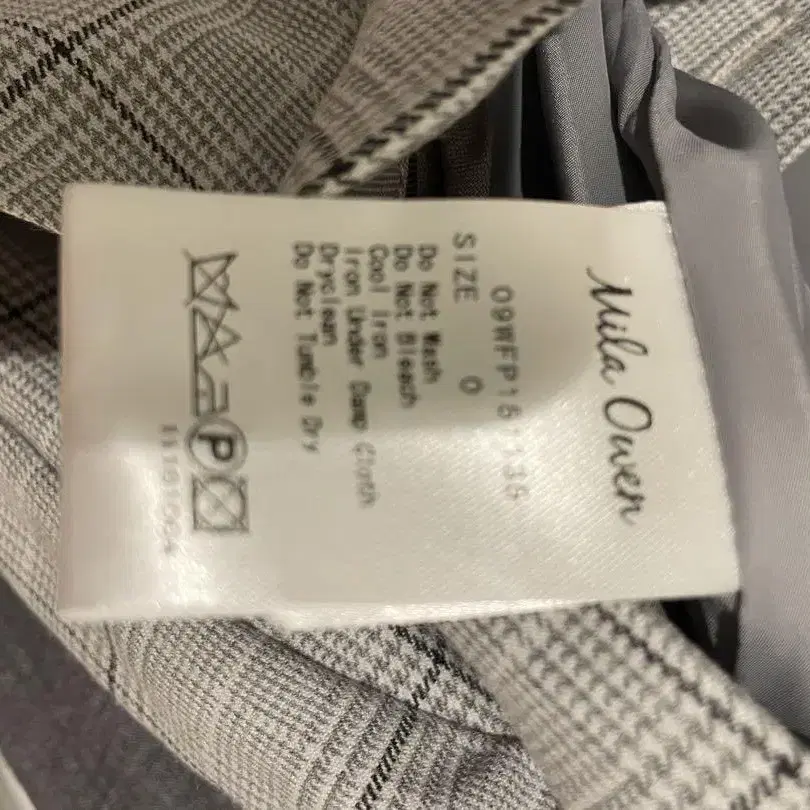 Mila Owen
09WFP151135
SIZE 0
Do Not Wash
Do Not Bleach
Cool Iron
Iron Under Damp Cloth
Dryclean
Do Not Tumble Dry
P